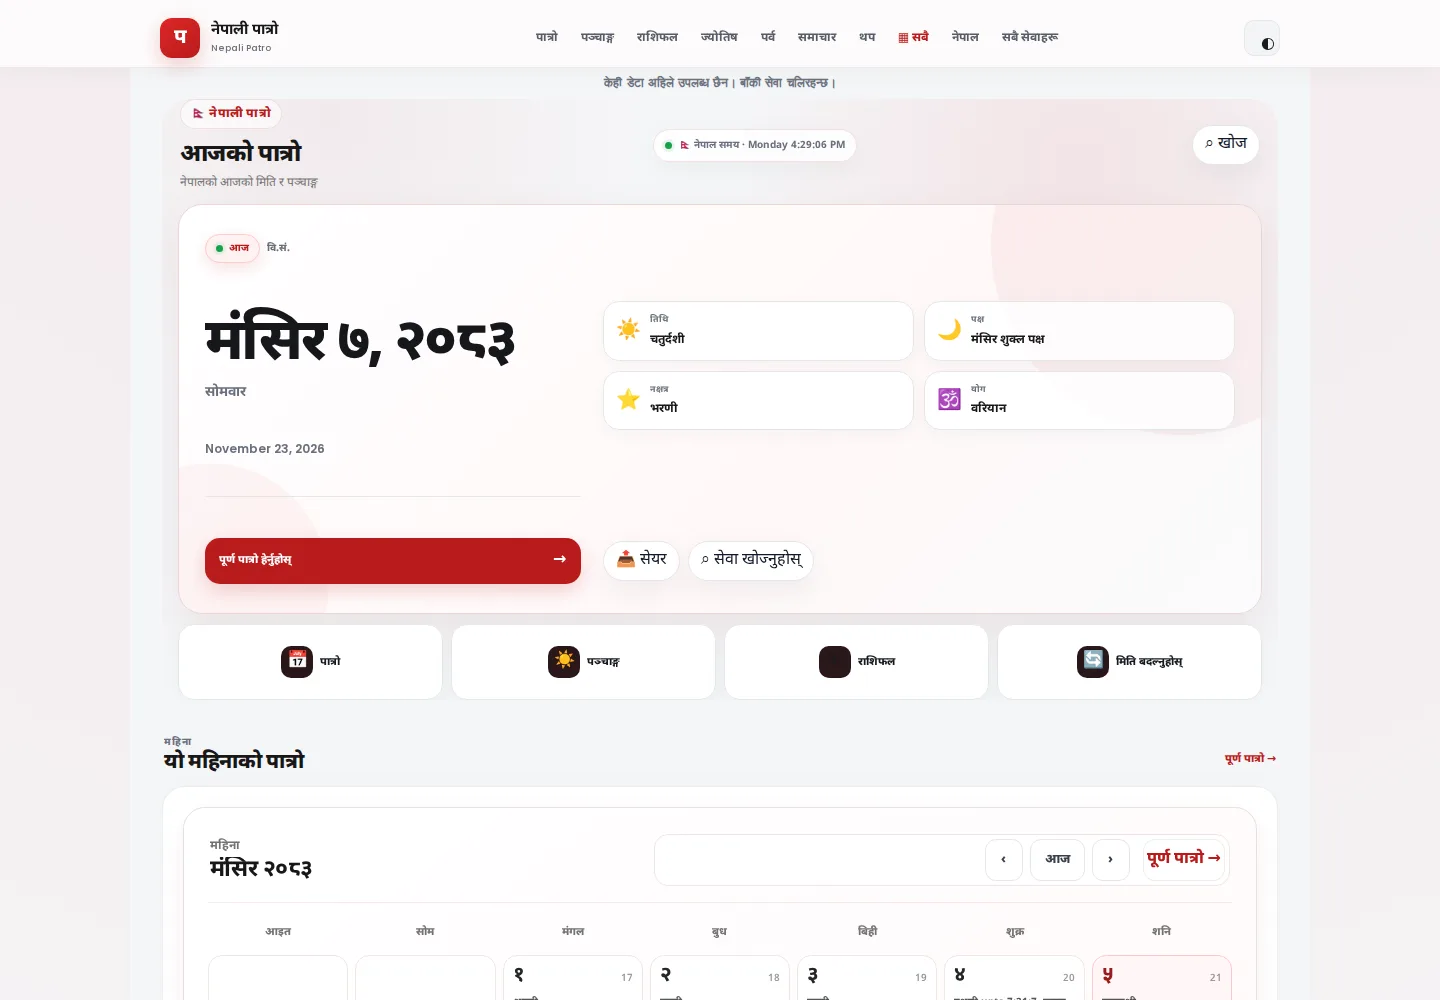 प
नेपाली पात्रो
Nepali Patro
पात्रो पञ्चाङ्ग राशिफल ज्योतिष पर्व समाचार थप ▦ सबै नेपाल सबै सेवाहरू
केही डेटा अहिले उपलब्ध छैन। बाँकी सेवा चलिरहन्छ।
🇳🇵 नेपाली पात्रो
आजको पात्रो
नेपालको आजको मिति र पञ्चाङ्ग
🇳🇵 नेपाल समय · Monday 4:29:06 PM
⌕ खोज
आज वि.सं.
मंसिर ७, २०८३
सोमवार
November 23, 2026
तिथि
चतुर्दशी
पक्ष
मंसिर शुक्ल पक्ष
नक्षत्र
भरणी
योग
वरियान
पूर्ण पात्रो हेर्नुहोस् →
सेयर
⌕ सेवा खोज्नुहोस्
पात्रो
पञ्चाङ्ग
राशिफल
मिति बदल्नुहोस्
महिना
यो महिनाको पात्रो
पूर्ण पात्रो →
महिना
मंसिर २०८३
‹ आज › पूर्ण पात्रो →
आइत सोम मंगल बुध बिही शुक्र शनि
१ 17 २ 18 ३ 19 ४ 20 ५ 21